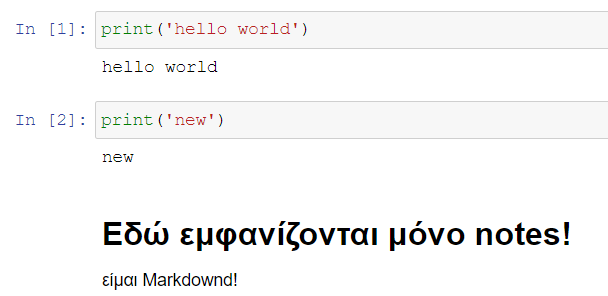 In [1]: print('hello world')
hello world
In [2]: print('new')
new
Εδώ εμφανίζονται μόνο notes!
είμαι Markdownd!